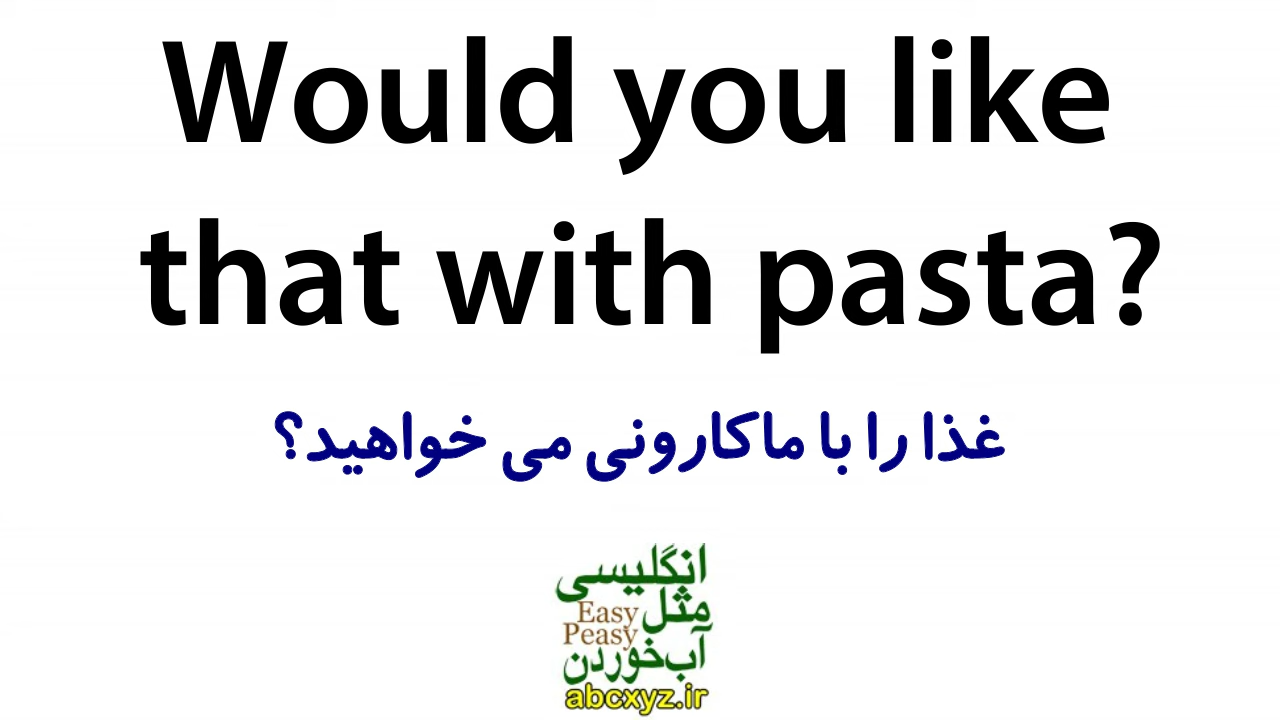 Would you like
that with pasta?
غذا را با ماکارونی می خواهید؟
انگلیسی
مثل
Easy
Peasy
آب‌خوردن
abcxyz.ir